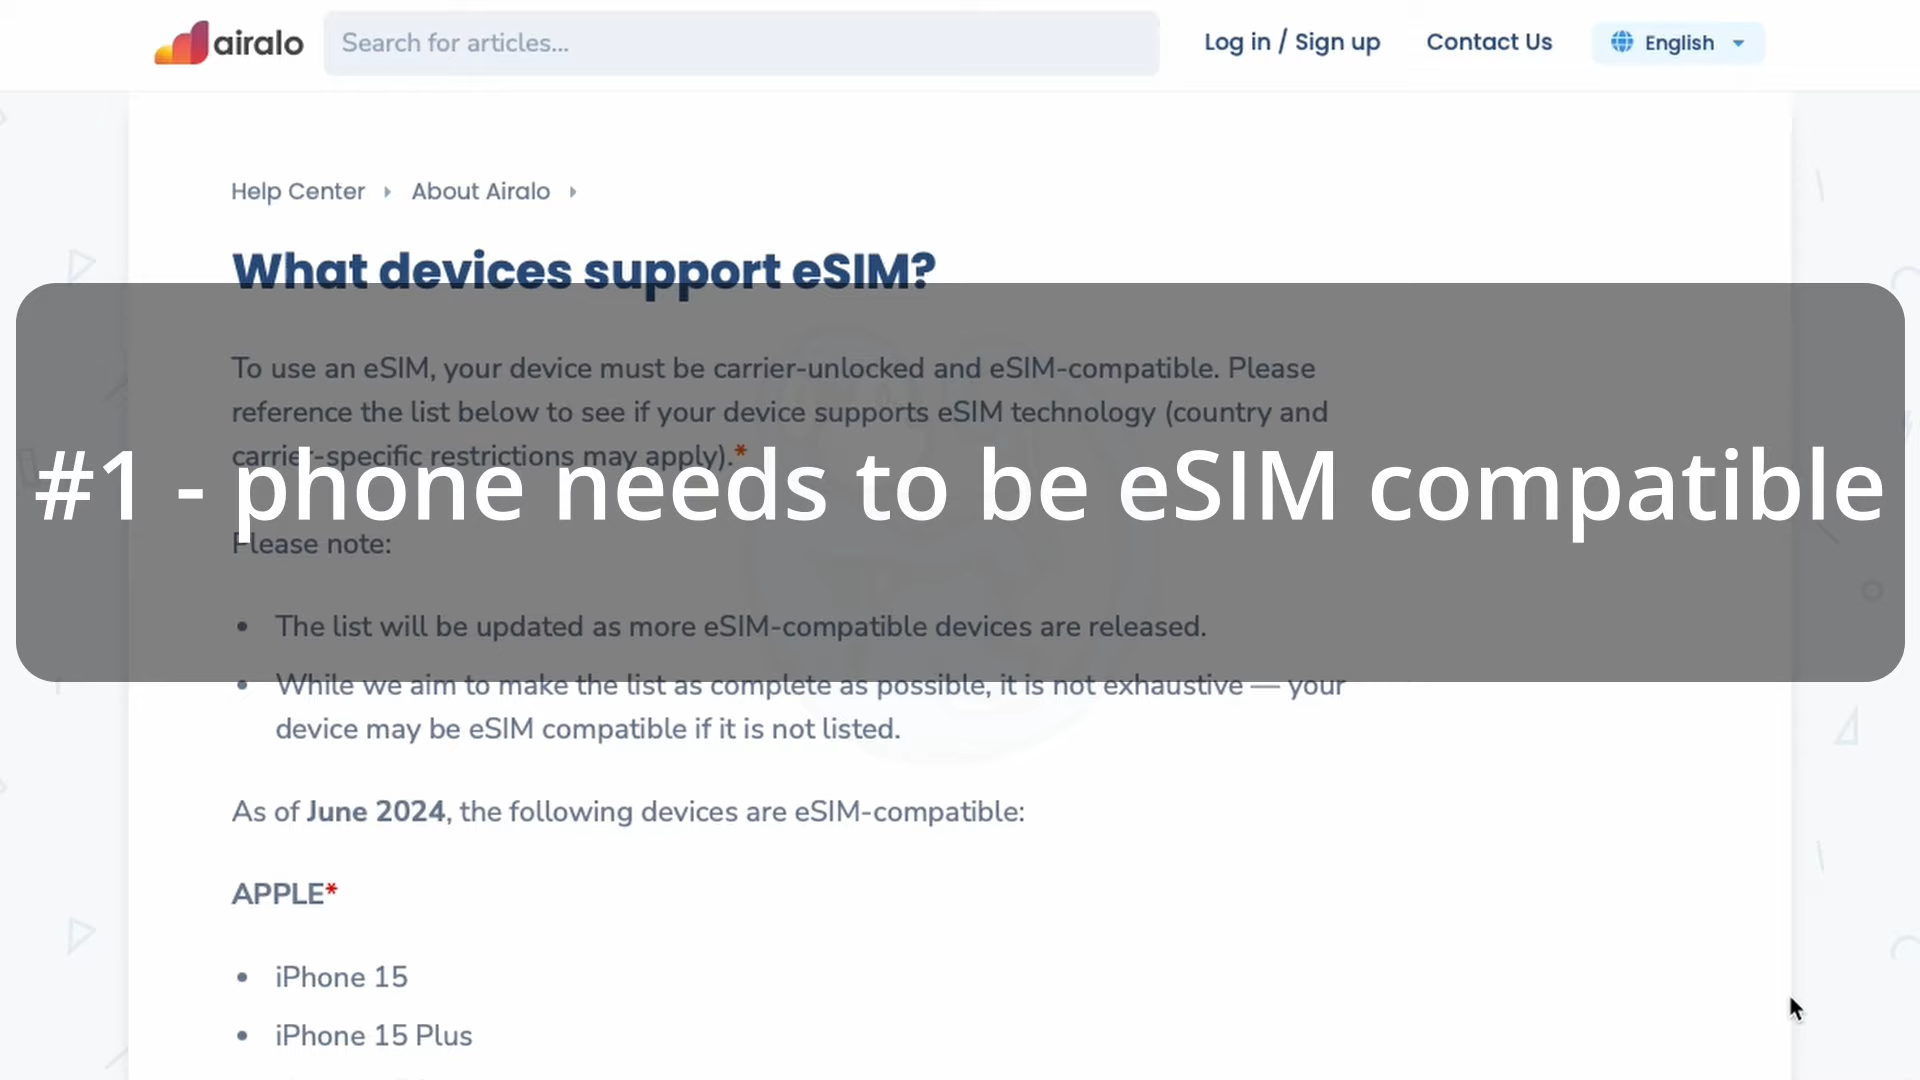 airalo
Search for articles...
Log in / Sign up
Contact Us
English
Help Center
About Airalo
What devices support eSIM?
To use an eSIM, your device must be carrier-unlocked and eSIM-compatible. Please
reference the list below to see if your device supports eSIM technology (country and
carrier-specific restrictions may apply).*
#1 - phone needs to be eSIM compatible
Please note:
• The list will be updated as more eSIM-compatible devices are released.
• While we aim to make the list as complete as possible, it is not exhaustive — your
device may be eSIM compatible if it is not listed.
As of June 2024, the following devices are eSIM-compatible:
APPLE*
• iPhone 15
• iPhone 15 Plus